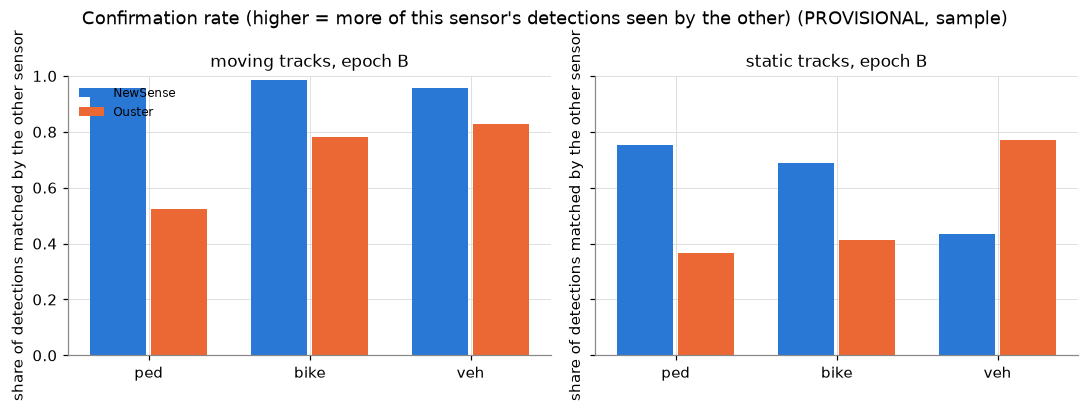 Confirmation rate (higher = more of this sensor's detections seen by the other) (PROVISIONAL, sample)
moving tracks, epoch B
share of detections matched by the other sensor
1.0
0.8
0.6
0.4
0.2
0.0
NewSense
Ouster
ped
bike
veh
static tracks, epoch B
share of detections matched by the other sensor
ped
bike
veh